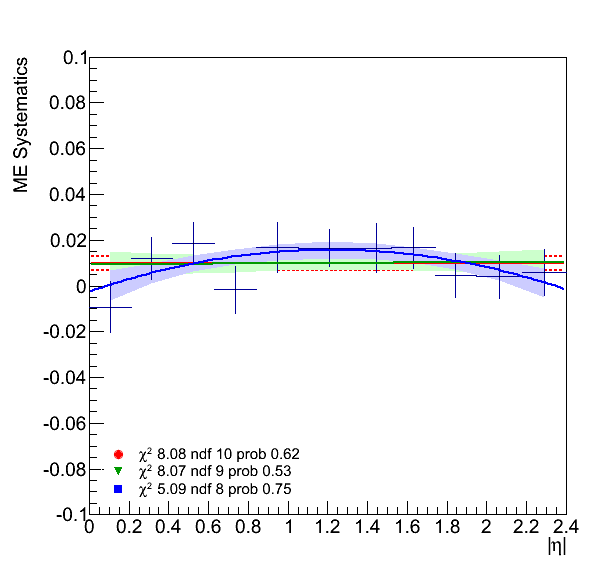 ME Systematics
0.1
0.08
0.06
0.04
0.02
0
-0.02
-0.04
-0.06
-0.08
-0.1
χ² 8.08 ndf 10 prob 0.62
χ² 8.07 ndf 9 prob 0.53
χ² 5.09 ndf 8 prob 0.75
0 0.2 0.4 0.6 0.8 1 1.2 1.4 1.6 1.8 2 2.2 2.4
|η|